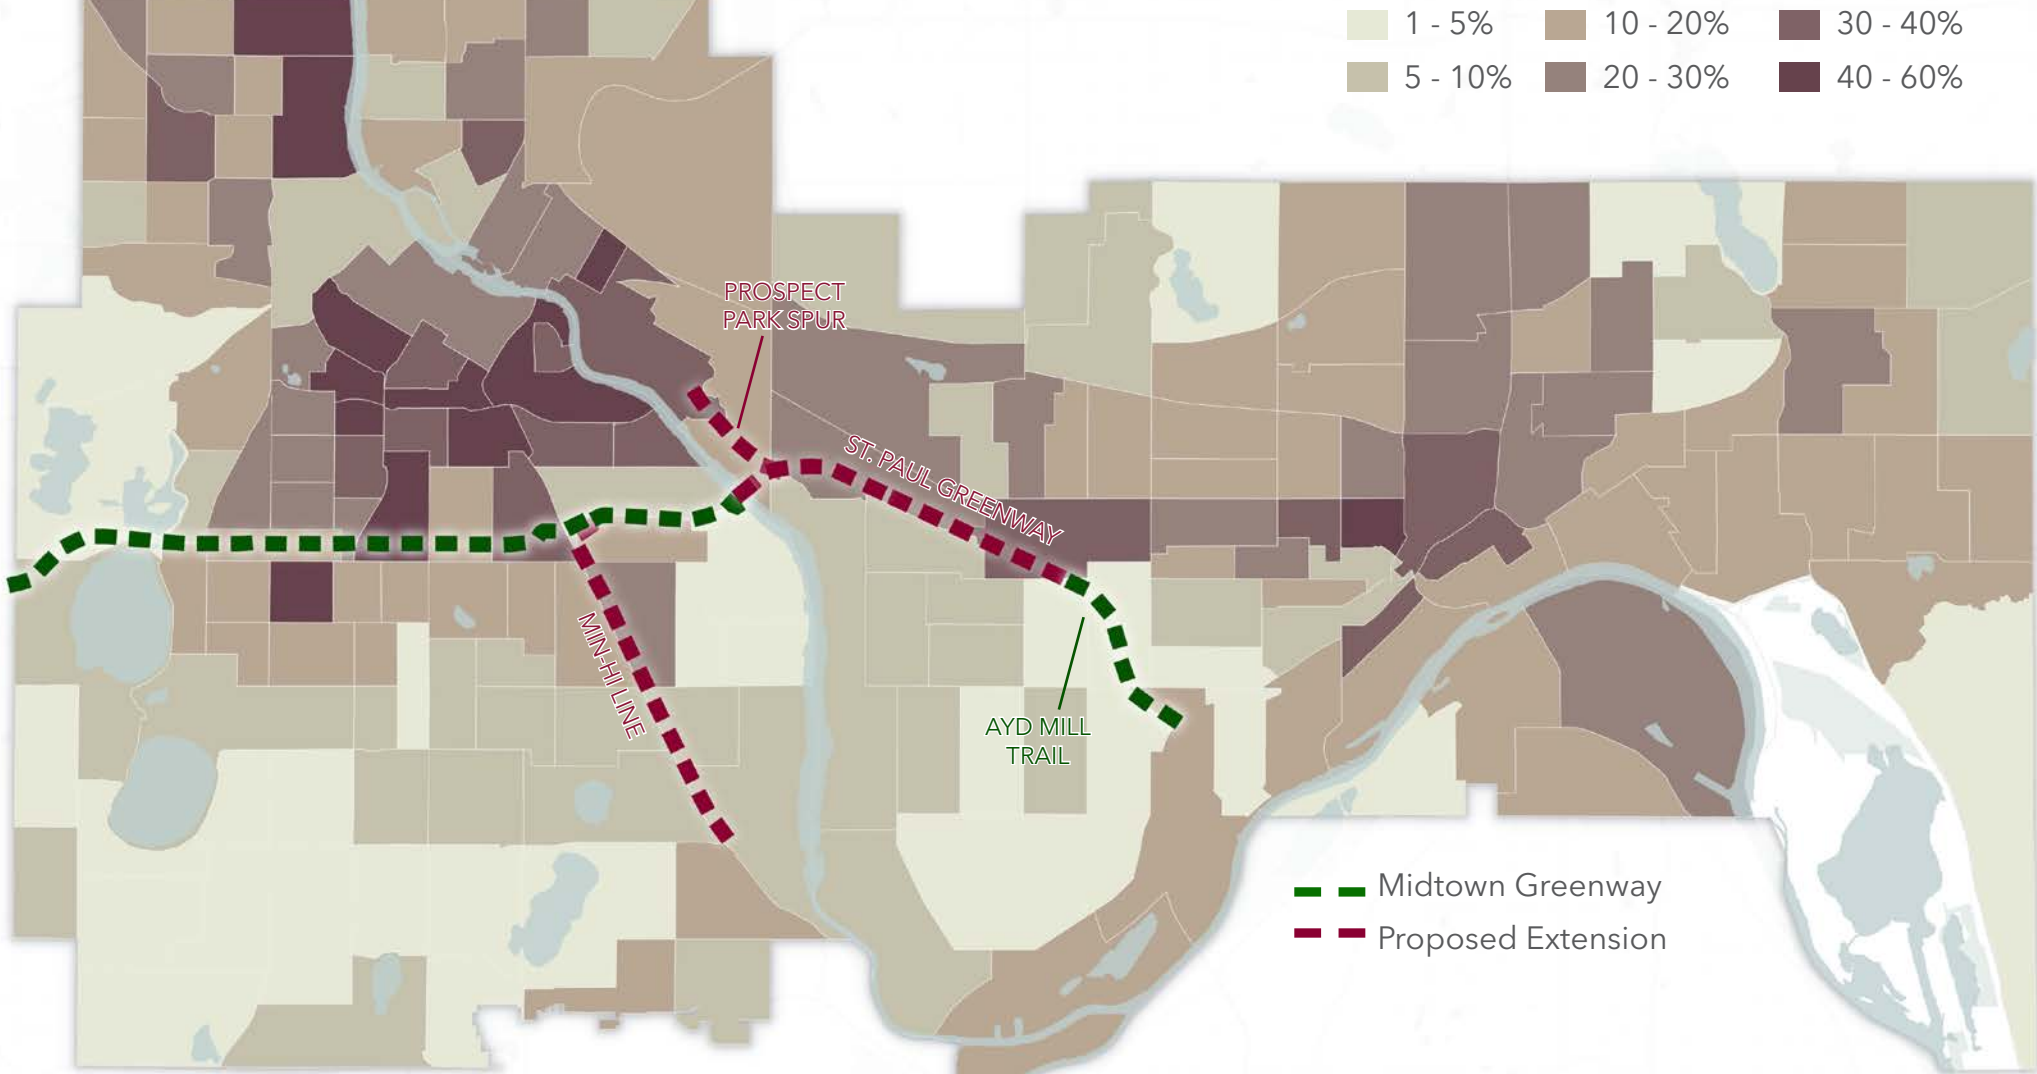 1 - 5%
10 - 20%
30 - 40%
5 - 10%
20 - 30%
40 - 60%
PROSPECT
PARK SPUR
ST. PAUL GREENWAY
MIN-HI LINE
AYD MILL
TRAIL
Midtown Greenway
Proposed Extension